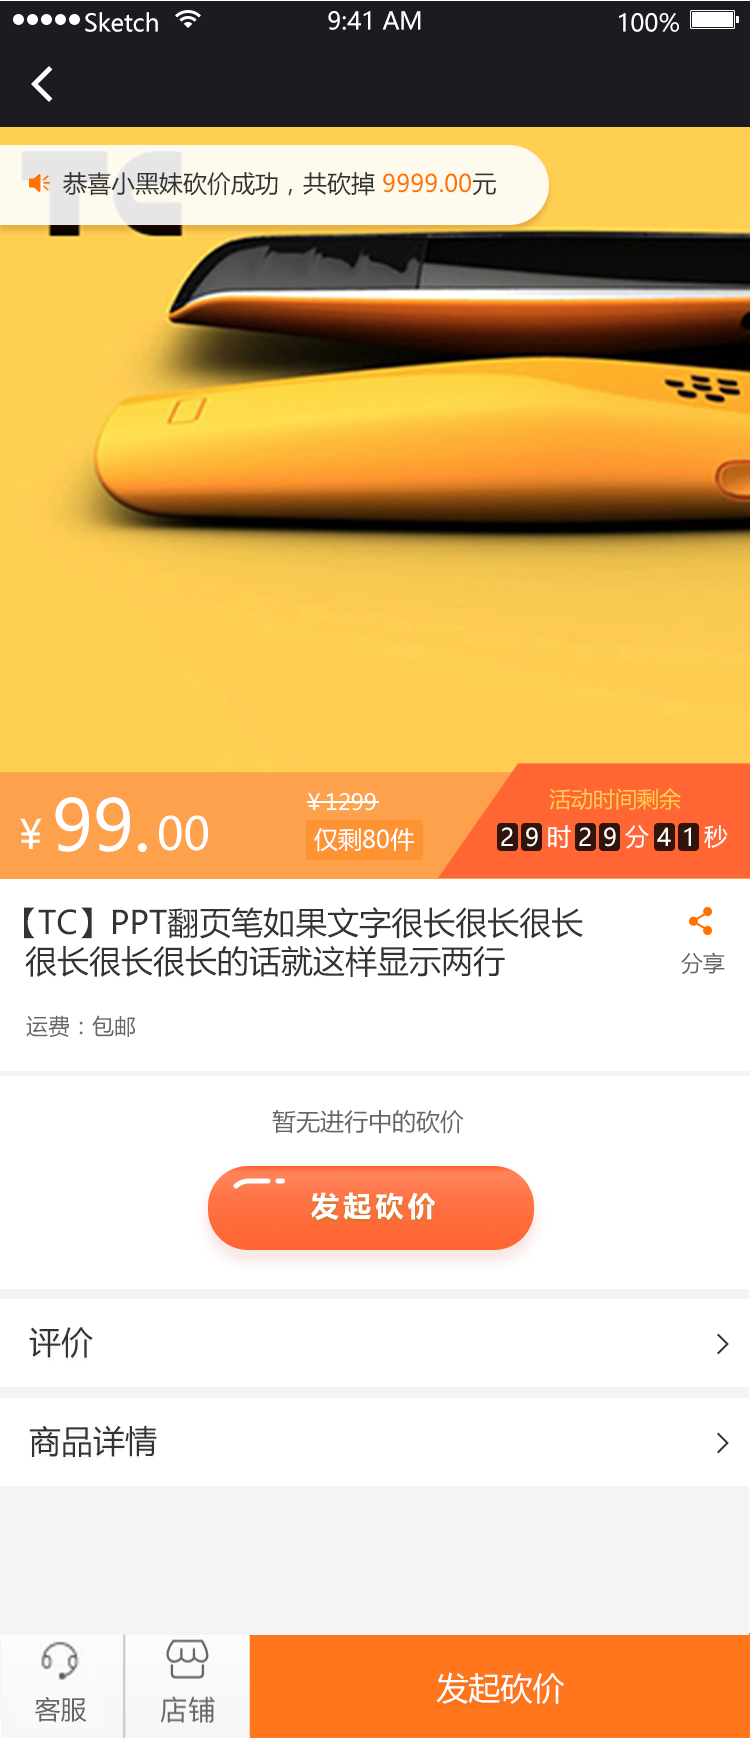 Sketch 9:41 AM 100%
TC
恭喜小黑妹砍价成功，共砍掉 9999.00元
¥ 99.00
¥1299
仅剩80件
活动时间剩余
29时29分41秒
【TC】PPT翻页笔如果文字很长很长很长
很长很长很长的话就这样显示两行
分享
运费：包邮
暂无进行中的砍价
发起砍价
评价
商品详情
客服
店铺
发起砍价